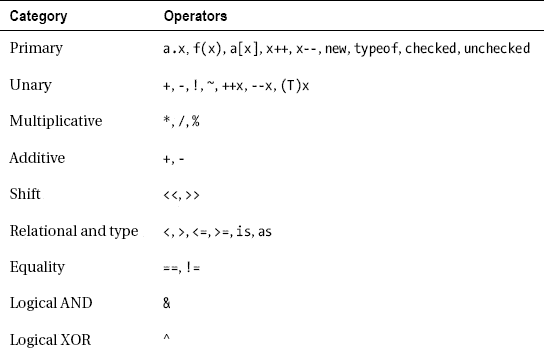 Category Operators
Primary a.x, f(x), a[x], x++, x--, new, typeof, checked, unchecked
Unary +, -, !, ~, ++x, --x, (T)x
Multiplicative *, /, %
Additive +, -
Shift <<, >>
Relational and type <, >, <=, >=, is, as
Equality ==, !=
Logical AND &
Logical XOR ^